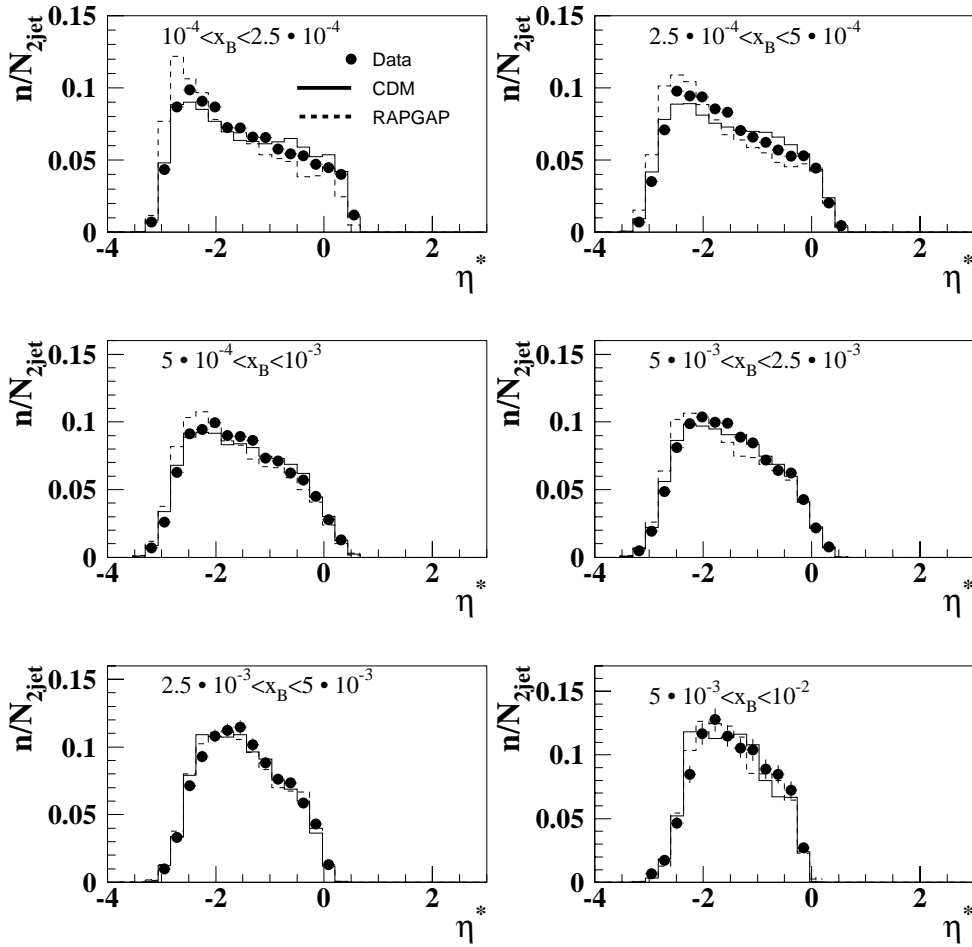 n/N2jet
10-4<xB<2.5 • 10-4
Data
CDM
RAPGAP
0.15
0.1
0.05
0
-4 -2 0 2
η*
n/N2jet
2.5 • 10-4<xB<5 • 10-4
0.15
0.1
0.05
0
-4 -2 0 2
η*
n/N2jet
5 • 10-4<xB<10-3
0.15
0.1
0.05
0
-4 -2 0 2
η*
n/N2jet
5 • 10-3<xB<2.5 • 10-3
0.15
0.1
0.05
0
-4 -2 0 2
η*
n/N2jet
2.5 • 10-3<xB<5 • 10-3
0.15
0.1
0.05
0
-4 -2 0 2
η*
n/N2jet
5 • 10-3<xB<10-2
0.15
0.1
0.05
0
-4 -2 0 2
η*